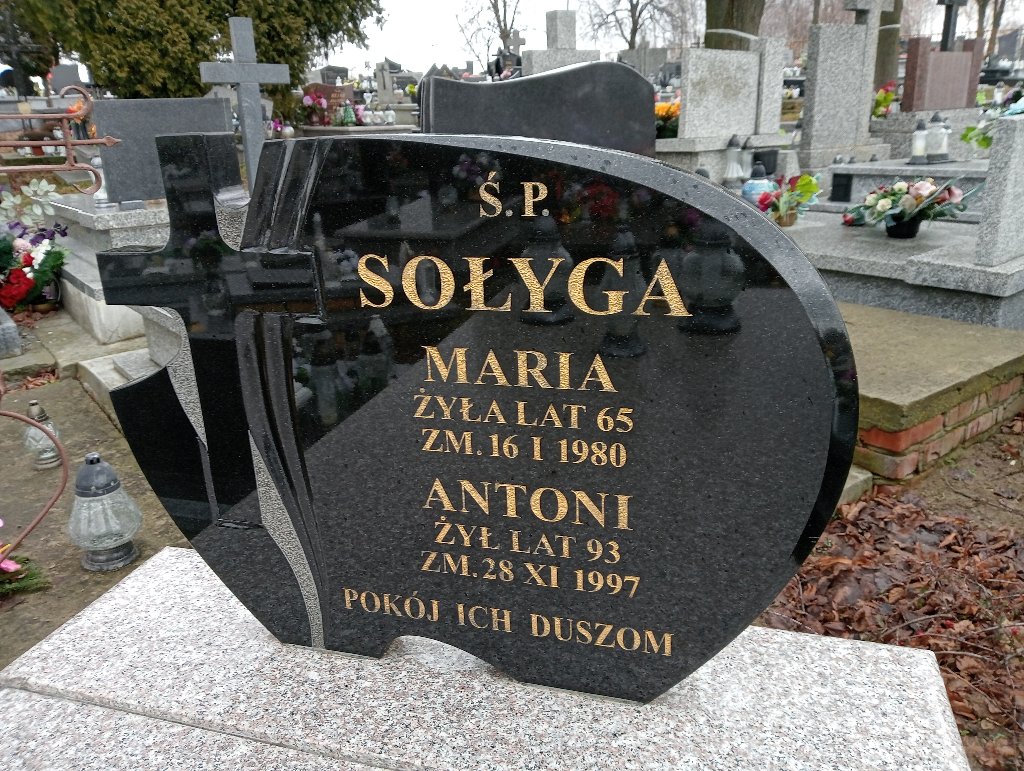 Ś.P.
SOŁYGA
MARIA
ŻYŁA LAT 65
ZM. 16 I 1980
ANTONI
ŻYŁ LAT 93
ZM. 28 XI 1997
POKÓJ ICH DUSZOM